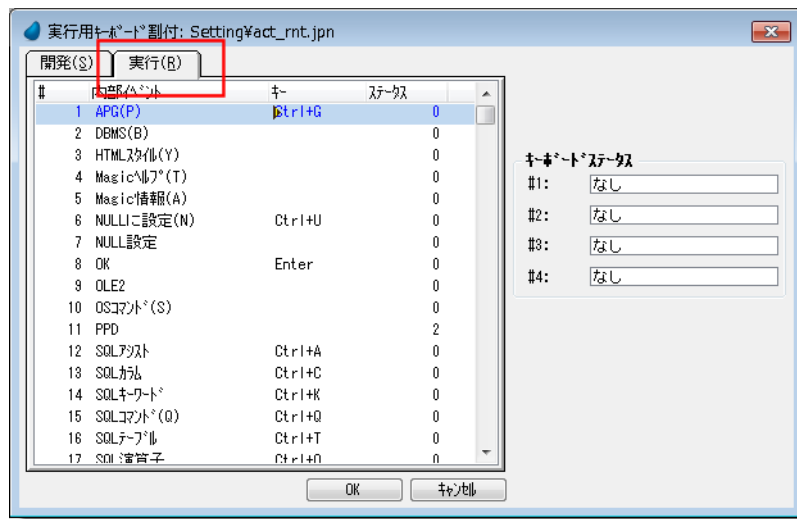 実行用ｷｰﾎﾞｰﾄﾞ割付: Setting¥act_rnt.jpn
開発(S) 実行(R)
# 内部ｲﾍﾞﾝﾄ ｷｰ ｽﾃｰﾀｽ
1 APG(P) Ctrl+G 0
2 DBMS(B) 0
3 HTMLｽﾀｲﾙ(Y) 0
4 Magicﾍﾙﾌﾟ(T) 0
5 Magic情報(A) 0
6 NULLに設定(N) Ctrl+U 0
7 NULL設定 0
8 OK Enter 0
9 OLE2 0
10 OSｺﾏﾝﾄﾞ(S) 0
11 PPD 2
12 SQLｱｼｽﾄ Ctrl+A 0
13 SQLｶﾗﾑ Ctrl+C 0
14 SQLｷｰﾜｰﾄﾞ Ctrl+K 0
15 SQLｺﾏﾝﾄﾞ(Q) Ctrl+Q 0
16 SQLﾃｰﾌﾞﾙ Ctrl+T 0
17 SQL演算子 Ctrl+O 0
ｷｰﾎﾞｰﾄﾞｽﾃｰﾀｽ
#1: なし
#2: なし
#3: なし
#4: なし
OK ｷｬﾝｾﾙ